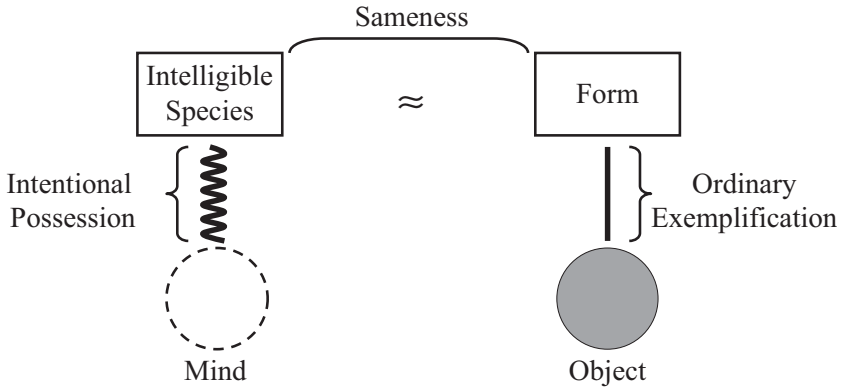 Sameness
Intelligible
Species
≈
Form
Intentional
Possession
Ordinary
Exemplification
Mind
Object